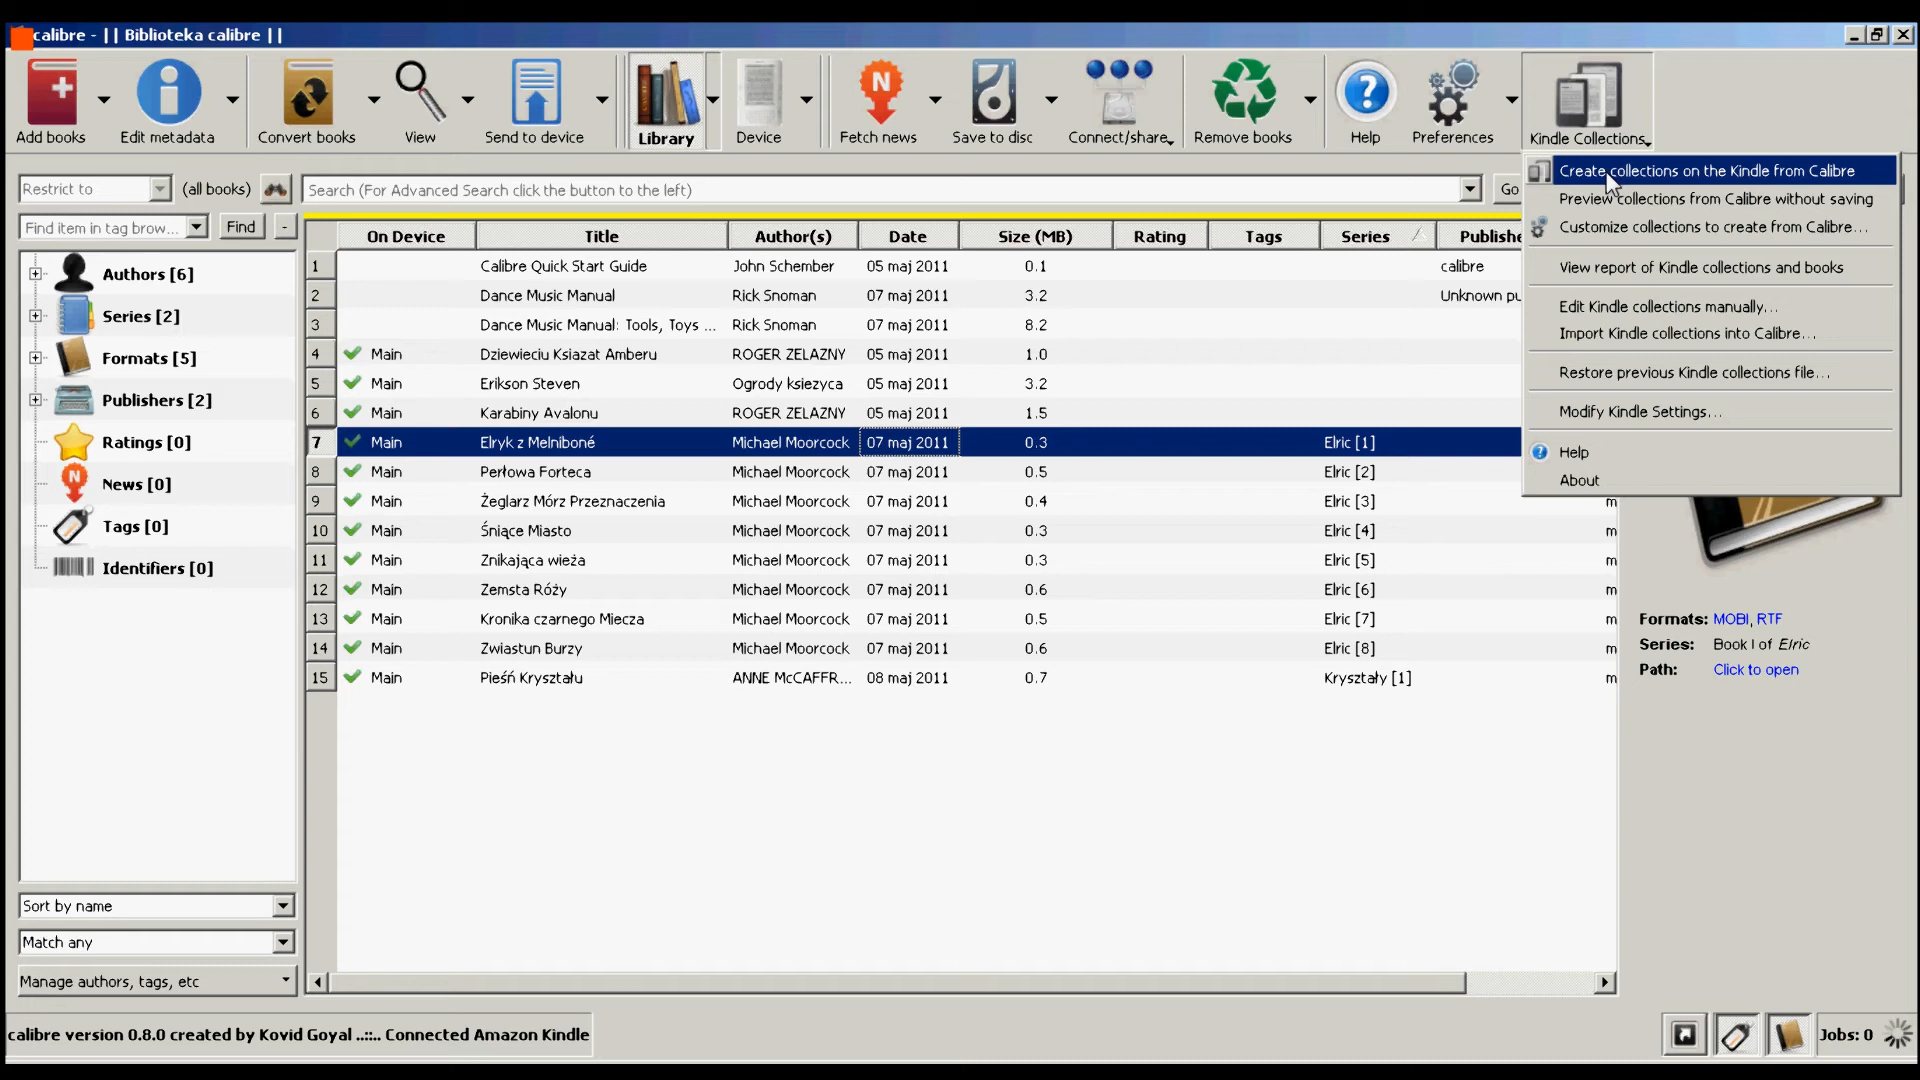 calibre - || Biblioteka calibre ||
Add books
Edit metadata
Convert books
View
Send to device
Library
Device
Fetch news
Save to disc
Connect/share
Remove books
Help
Preferences
Kindle Collections
Restrict to
(all books)
Search (For Advanced Search click the button to the left)
Go
Find item in tag brow...
Find
-
Authors [6]
Series [2]
Formats [5]
Publishers [2]
Ratings [0]
News [0]
Tags [0]
Identifiers [0]
On Device Title Author(s) Date Size (MB) Rating Tags Series Publishe
1 Calibre Quick Start Guide John Schember 05 maj 2011 0.1 calibre
2 Dance Music Manual Rick Snoman 07 maj 2011 3.2 Unknown pu
3 Dance Music Manual: Tools, Toys ... Rick Snoman 07 maj 2011 8.2
4 Main Dziewieciu Ksiazat Amberu ROGER ZELAZNY 05 maj 2011 1.0
5 Main Erikson Steven Ogrody ksiezyca 05 maj 2011 3.2
6 Main Karabiny Avalonu ROGER ZELAZNY 05 maj 2011 1.5
7 Main Elryk z Melniboné Michael Moorcock 07 maj 2011 0.3 Elric [1]
8 Main Perłowa Forteca Michael Moorcock 07 maj 2011 0.5 Elric [2]
9 Main Żeglarz Mórz Przeznaczenia Michael Moorcock 07 maj 2011 0.4 Elric [3] m
10 Main Śniące Miasto Michael Moorcock 07 maj 2011 0.3 Elric [4] m
11 Main Znikająca wieża Michael Moorcock 07 maj 2011 0.3 Elric [5] m
12 Main Zemsta Róży Michael Moorcock 07 maj 2011 0.6 Elric [6] m
13 Main Kronika czarnego Miecza Michael Moorcock 07 maj 2011 0.5 Elric [7] m
14 Main Zwiastun Burzy Michael Moorcock 07 maj 2011 0.6 Elric [8] m
15 Main Pieśń Kryształu ANNE McCAFFR... 08 maj 2011 0.7 Kryształy [1] m
Create collections on the Kindle from Calibre
Preview collections from Calibre without saving
Customize collections to create from Calibre...
View report of Kindle collections and books
Edit Kindle collections manually...
Import Kindle collections into Calibre...
Restore previous Kindle collections file...
Modify Kindle Settings...
Help
About
Formats: MOBI, RTF
Series: Book I of Elric
Path: Click to open
Sort by name
Match any
Manage authors, tags, etc
calibre version 0.8.0 created by Kovid Goyal ..::.. Connected Amazon Kindle
Jobs: 0